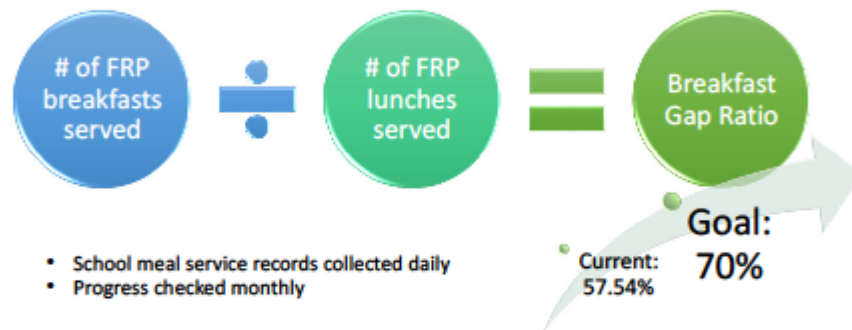 # of FRP
breakfasts
served
÷
# of FRP
lunches
served
=
Breakfast
Gap Ratio
• School meal service records collected daily
• Progress checked monthly
Current:
57.54%
Goal:
70%